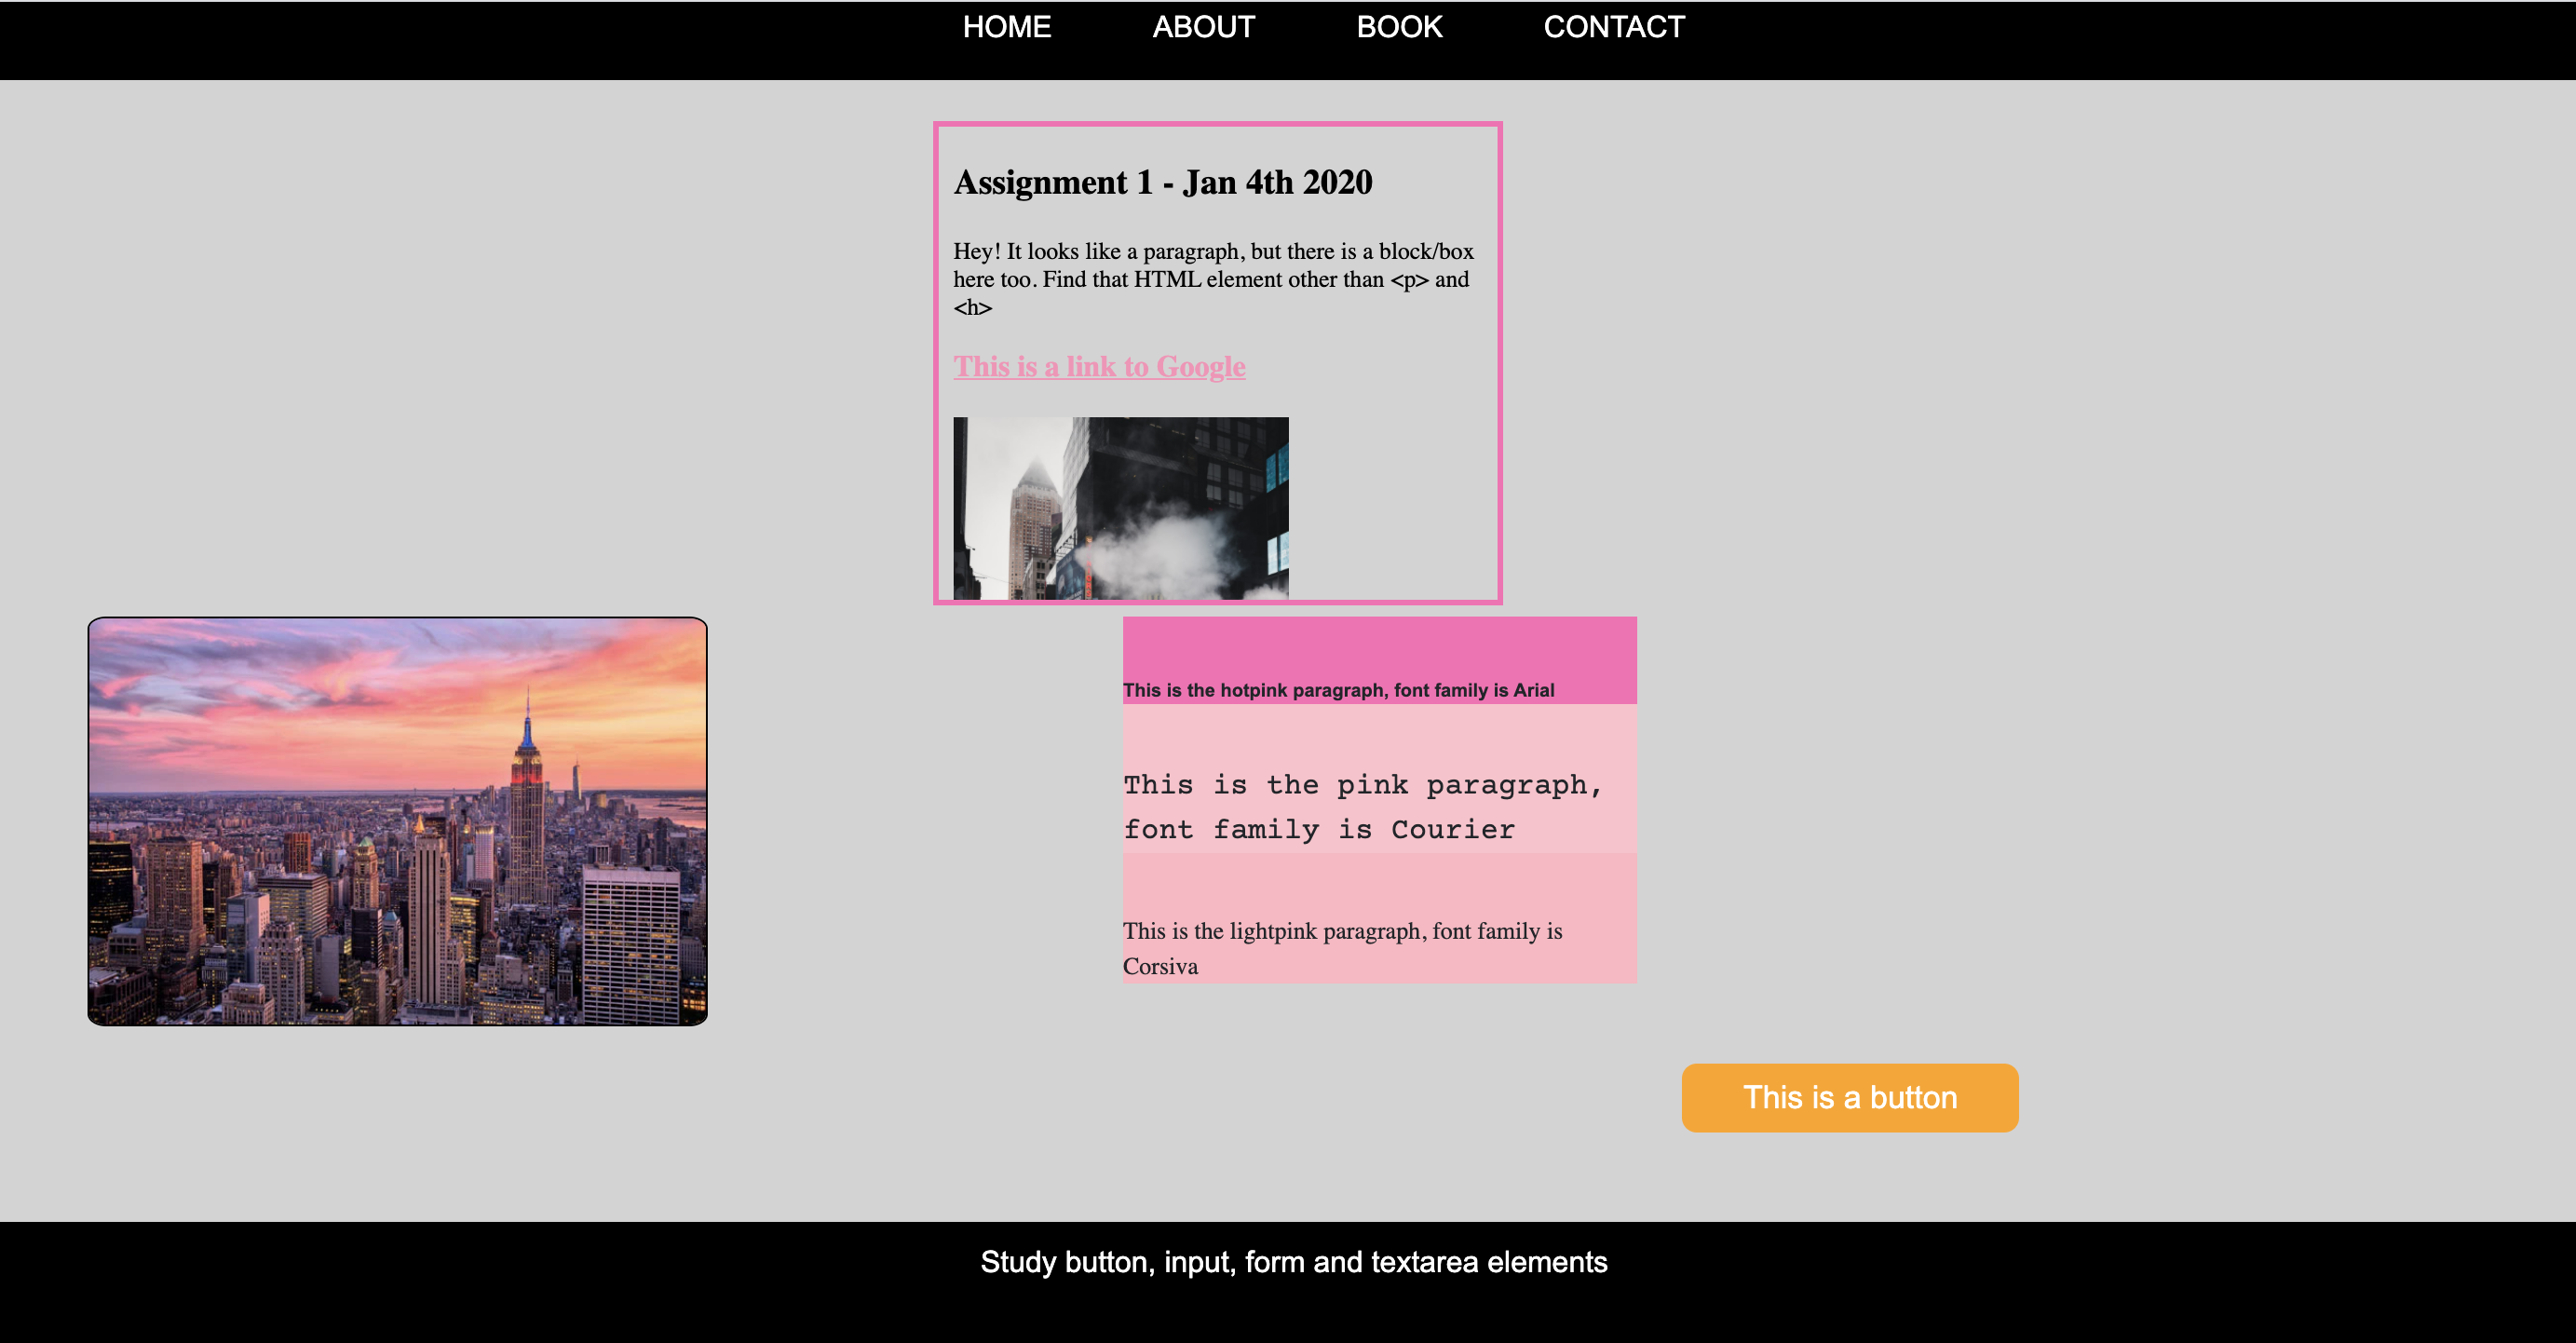 HOME ABOUT BOOK CONTACT
Assignment 1 - Jan 4th 2020
Hey! It looks like a paragraph, but there is a block/box
here too. Find that HTML element other than <p> and
<h>
This is a link to Google
This is the hotpink paragraph, font family is Arial
This is the pink paragraph,
font family is Courier
This is the lightpink paragraph, font family is
Corsiva
This is a button
Study button, input, form and textarea elements